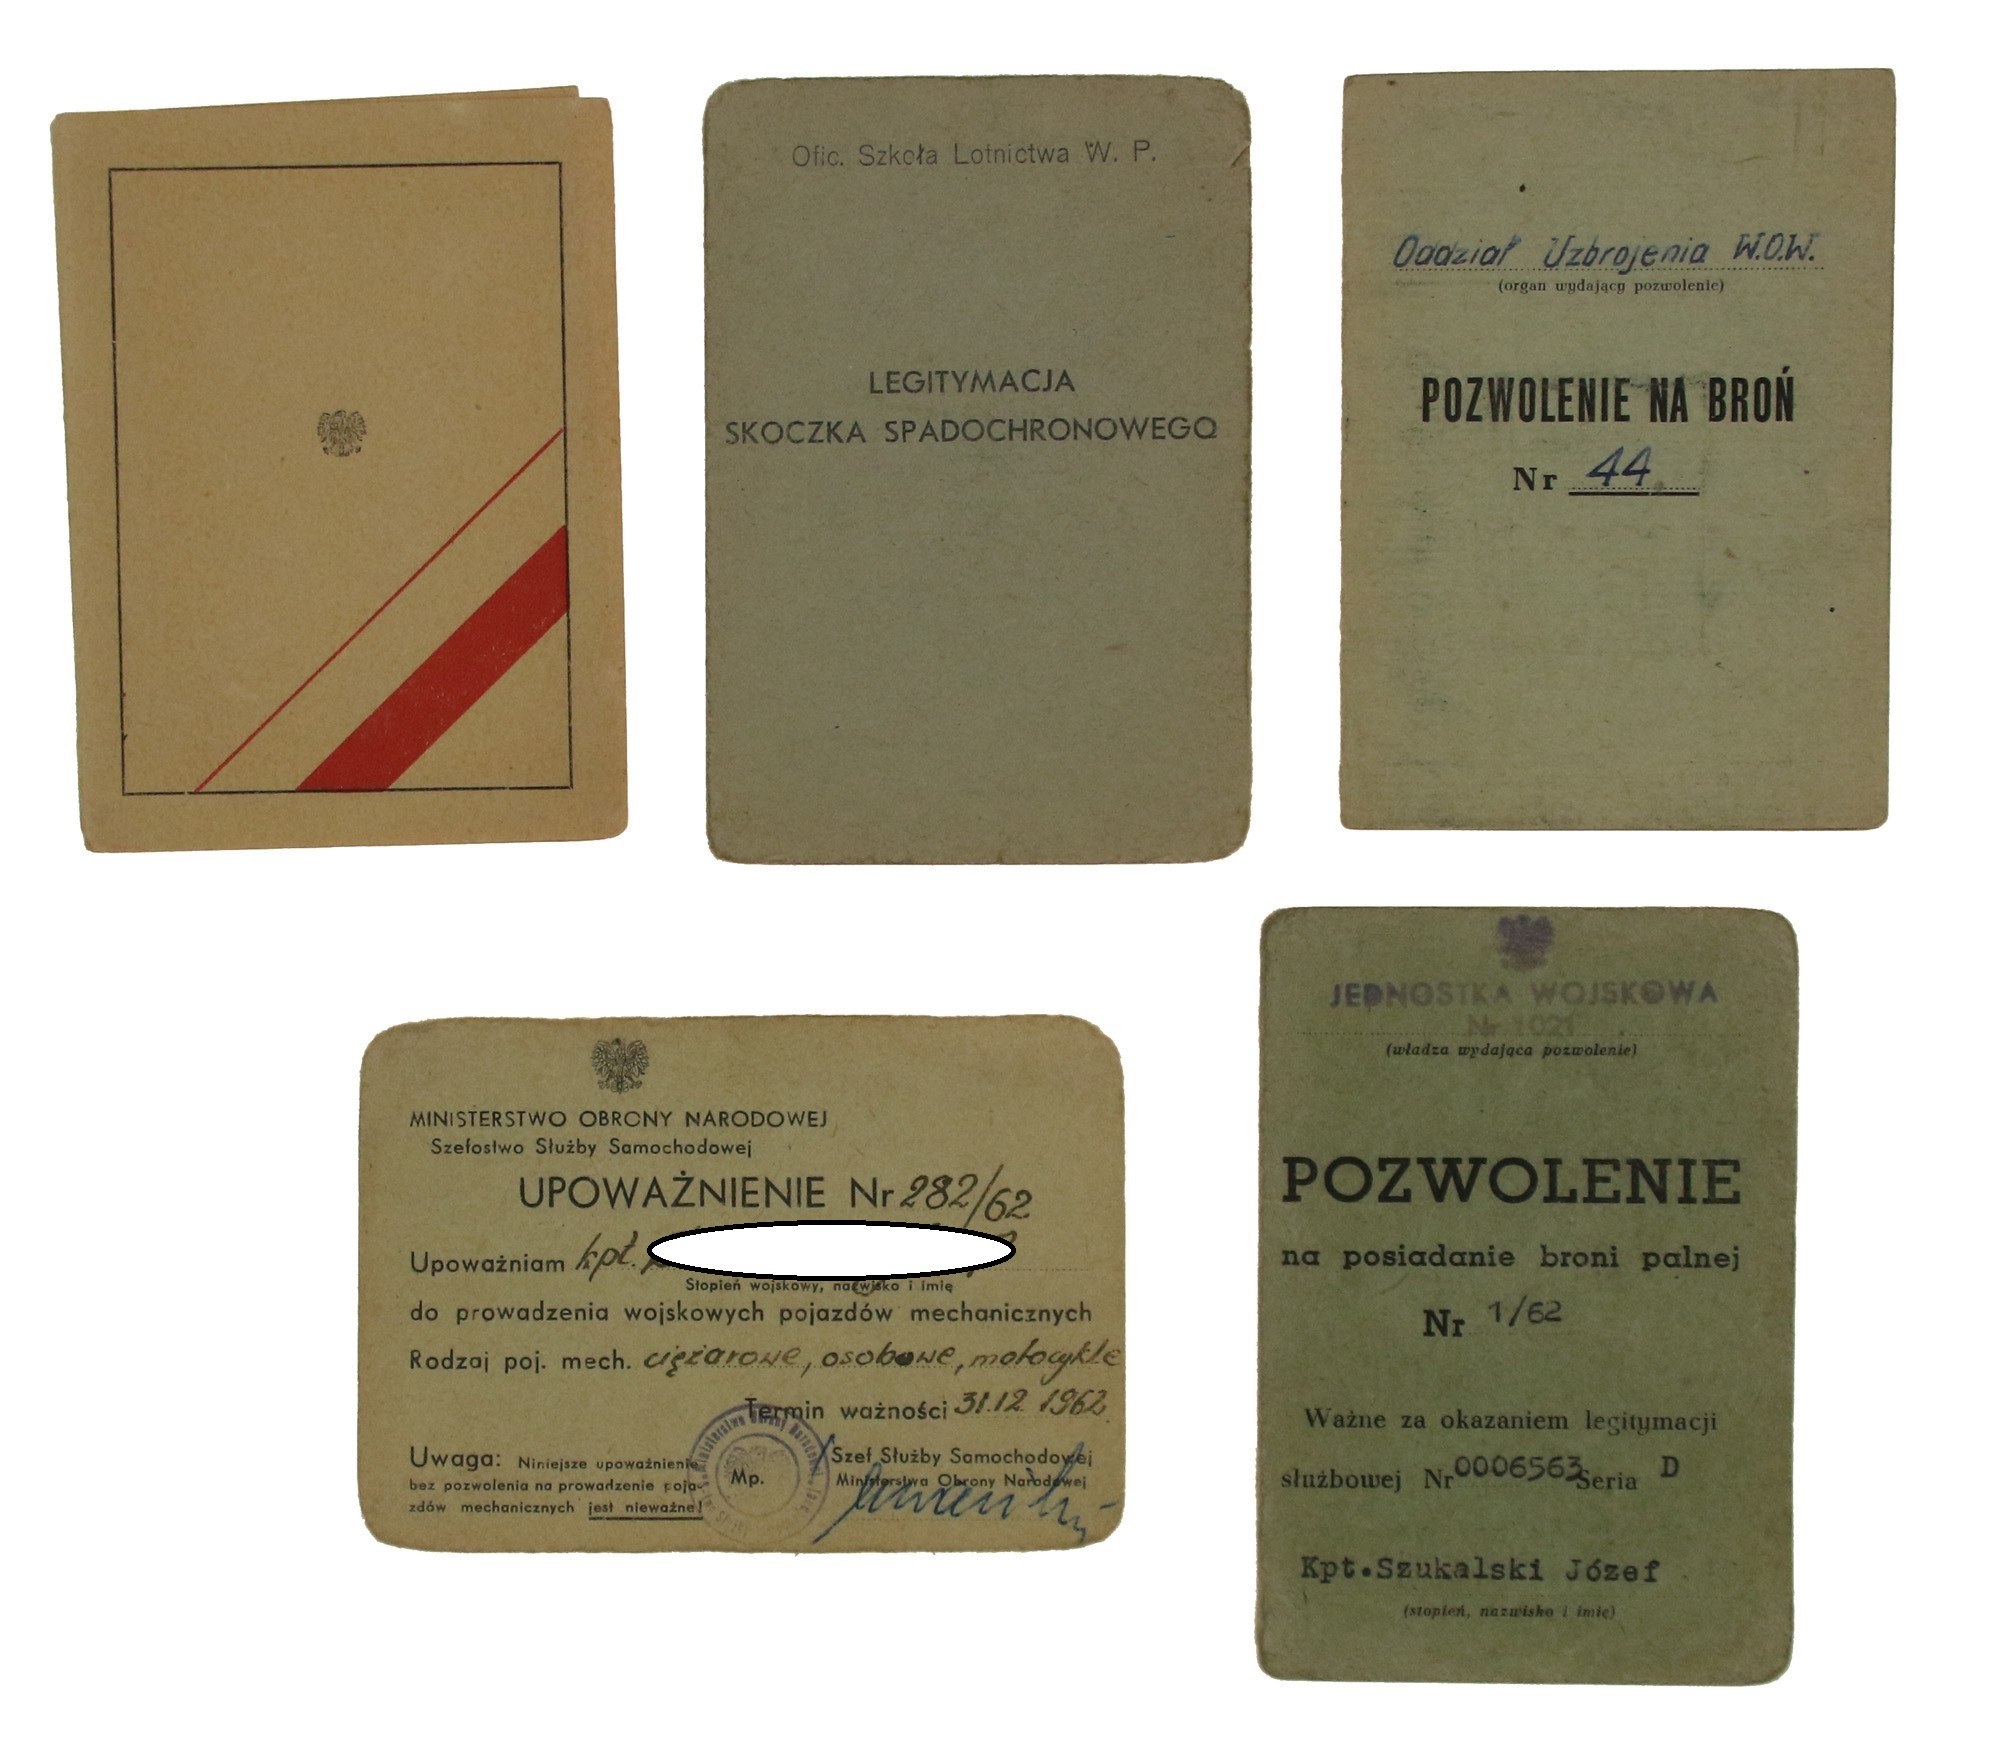 Ofic. Szkoła Lotnictwa W. P.
LEGITYMACJA
SKOCZKA SPADOCHRONOWEGO
Oddział Uzbrojenia W.O.W.
(organ wydający pozwolenie)
POZWOLENIE NA BROŃ
Nr 44
MINISTERSTWO OBRONY NARODOWEJ
Szefostwo Służby Samochodowej
UPOWAŻNIENIE Nr 282/62
Upoważniam kpt.
Stopień wojskowy, nazwisko i imię
do prowadzenia wojskowych pojazdów mechanicznych
Rodzaj poj. mech. ciężarowe, osobowe, motocykle
Termin ważności 31.12 1962
Uwaga: Niniejsze upoważnienie
bez pozwolenia na prowadzenie poja-
zdów mechanicznych jest nieważne!
Mp.
Szef Służby Samochodowej
Ministerstwa Obrony Narodowej
JEDNOSTKA WOJSKOWA
Nr 1021
(władza wydająca pozwolenie)
POZWOLENIE
na posiadanie broni palnej
Nr 1/62
Ważne za okazaniem legitymacji
służbowej Nr 0006563 Seria D
Kpt.Szukalski Józef
(stopień, nazwisko i imię)